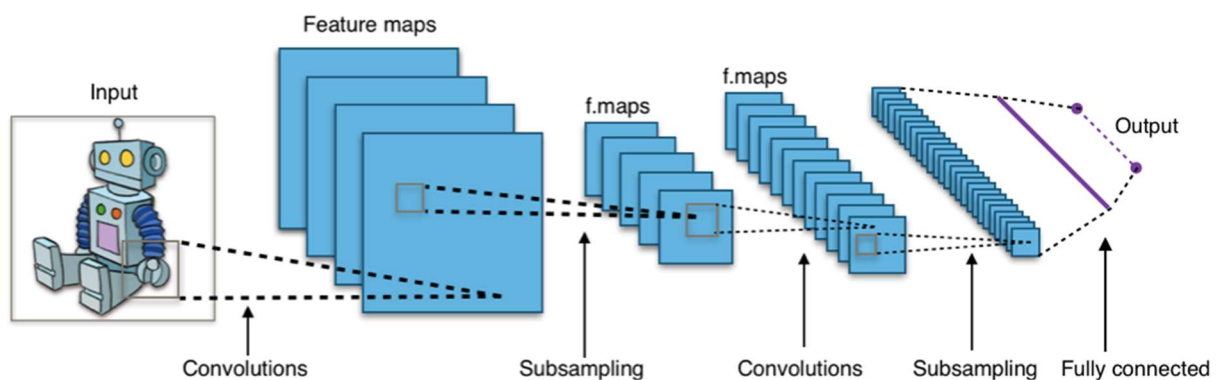 Feature maps
Input
f.maps
f.maps
Output
Convolutions
Subsampling
Convolutions
Subsampling
Fully connected